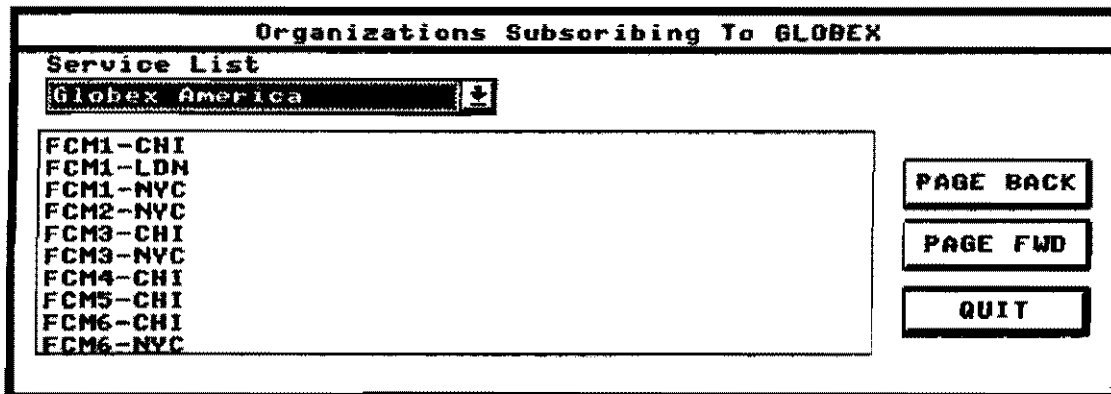 Organizations Subscribing To GLOBEX
Service List
Globex America
FCM1-CHI
FCM1-LDN
FCM1-NYC
FCM2-NYC
FCM3-CHI
FCM3-NYC
FCM4-CHI
FCM5-CHI
FCM6-CHI
FCM6-NYC
PAGE BACK
PAGE FWD
QUIT